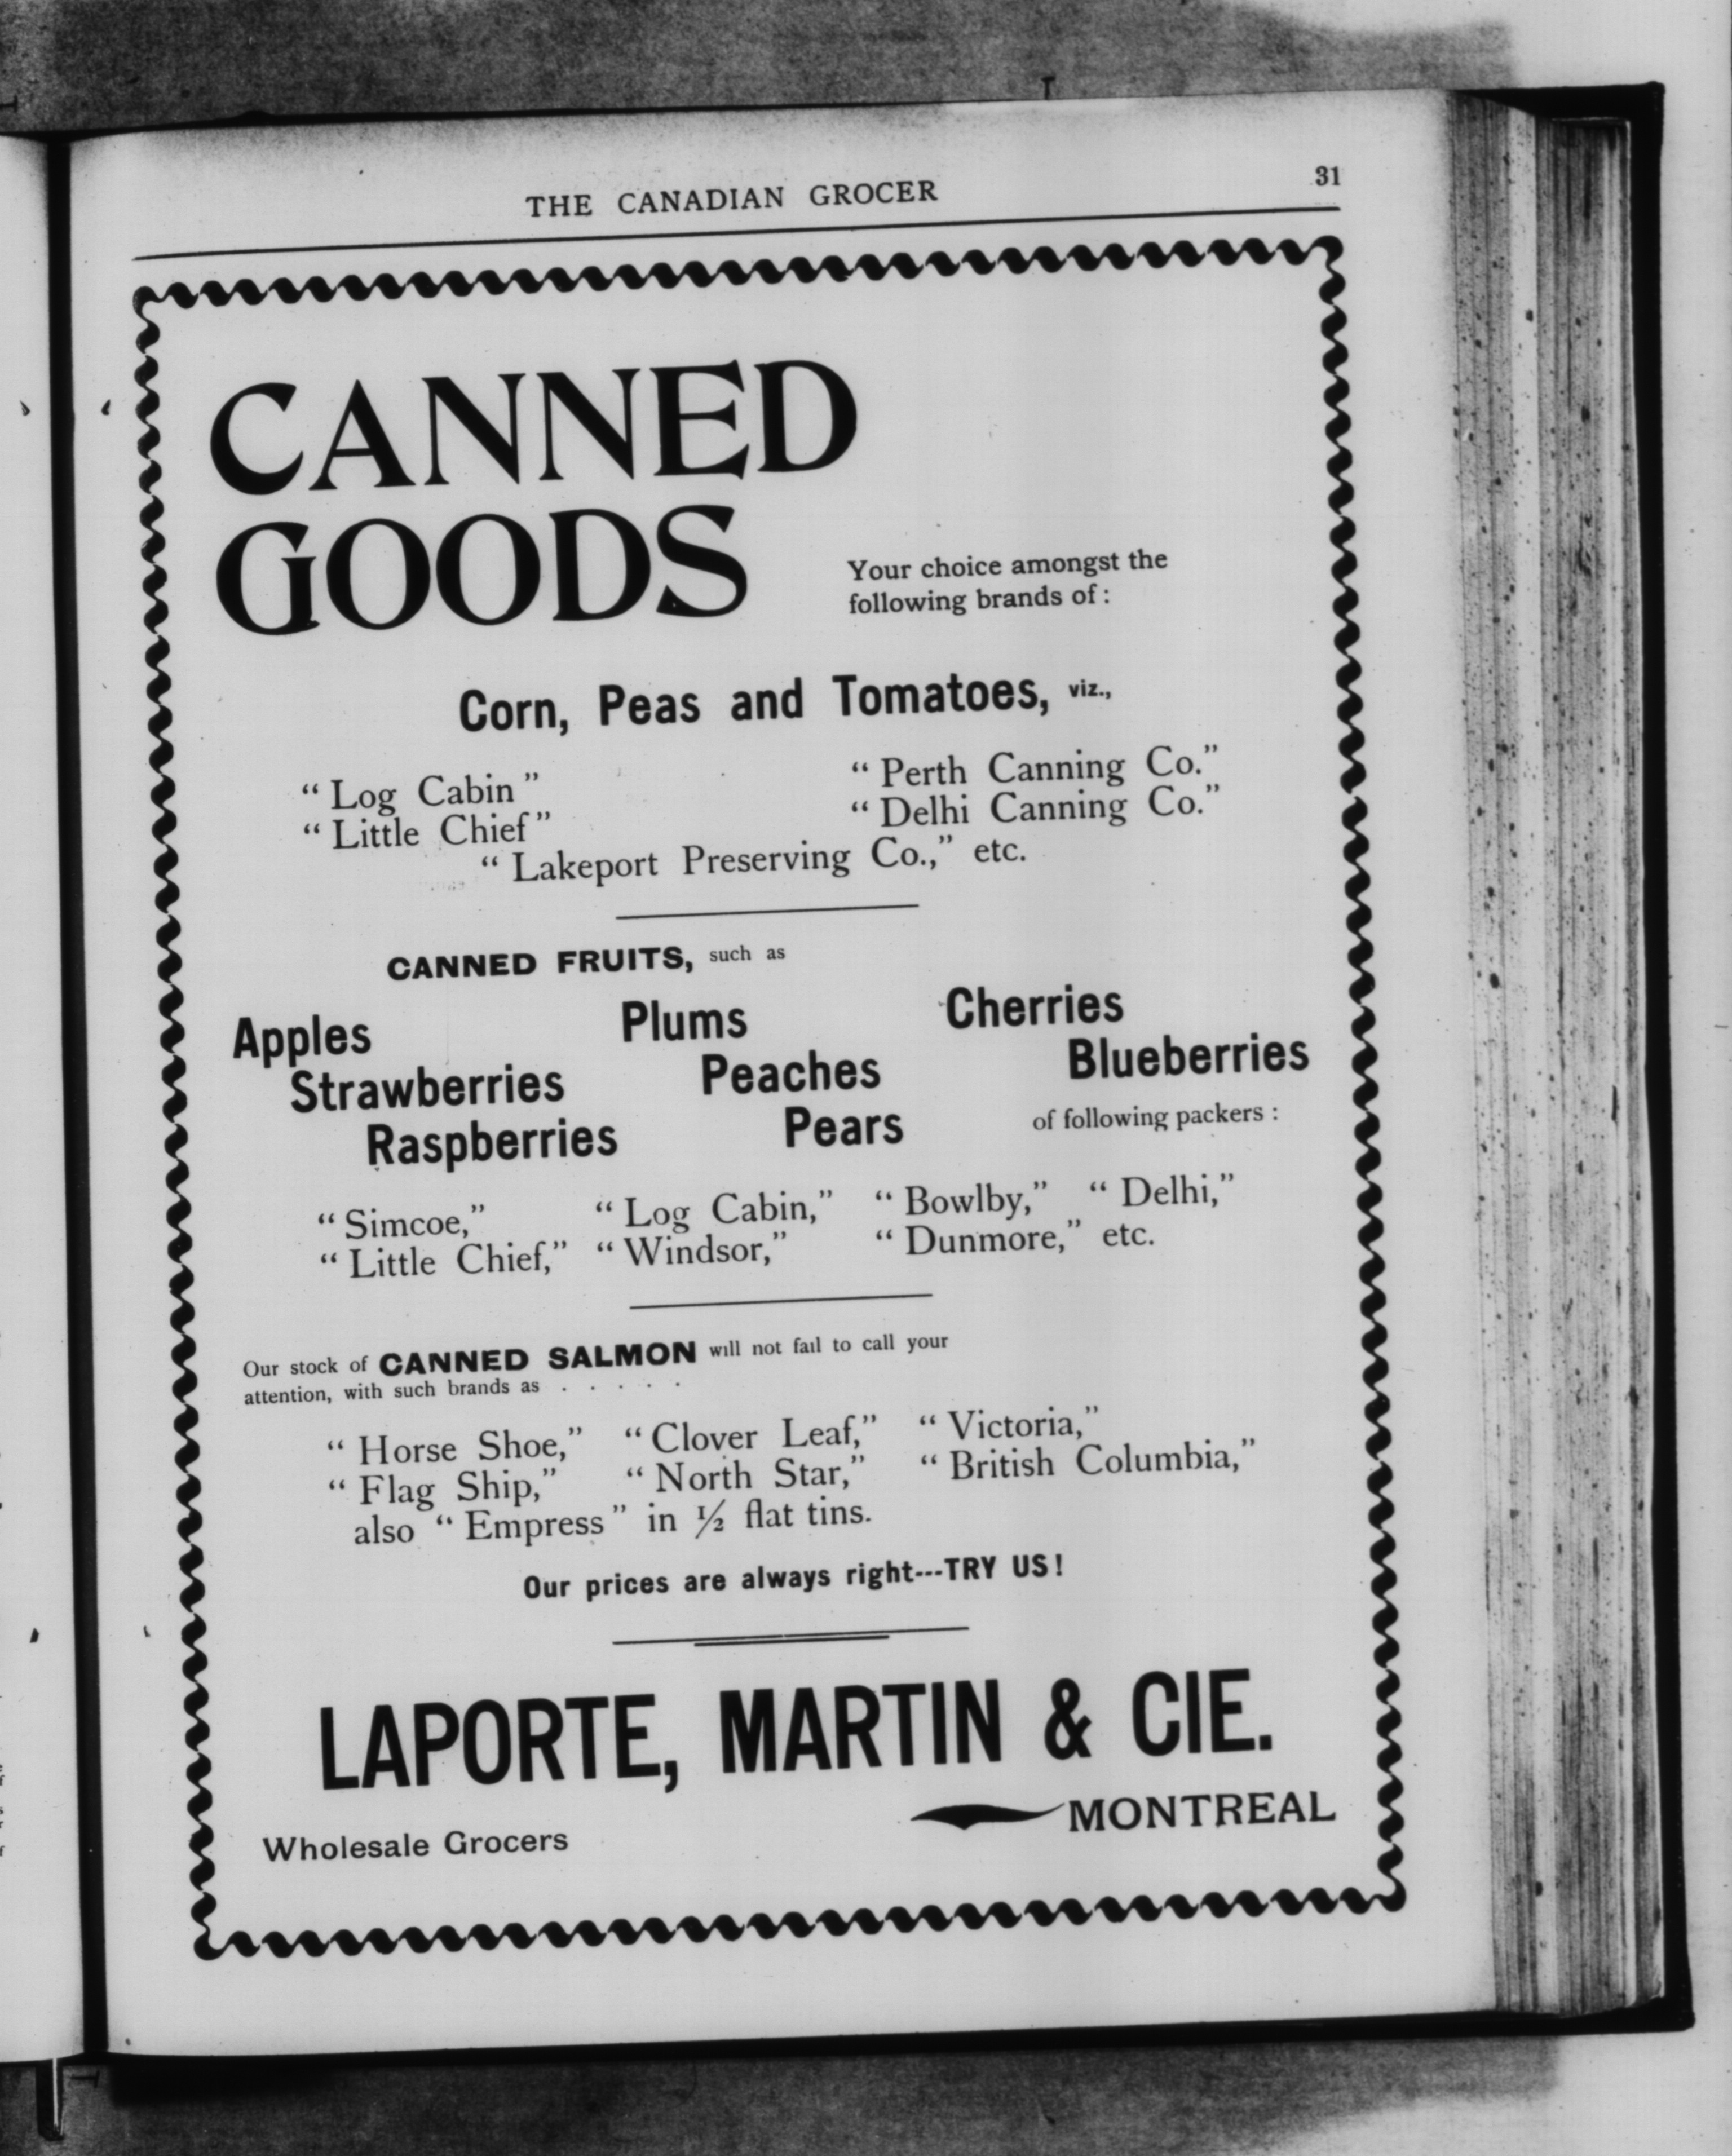 THE CANADIAN GROCER 31
CANNED
GOODS
Your choice amongst the
following brands of :
Corn, Peas and Tomatoes, viz.,
“ Log Cabin ” “ Perth Canning Co.”
“ Little Chief ” “ Delhi Canning Co.”
“ Lakeport Preserving Co.,” etc.
CANNED FRUITS, such as
Apples Plums Cherries
Strawberries Peaches Blueberries
Raspberries Pears of following packers :
“ Simcoe,” “ Log Cabin,” “ Bowlby,” “ Delhi,”
“ Little Chief,” “ Windsor,” “ Dunmore,” etc.
Our stock of CANNED SALMON will not fail to call your
attention, with such brands as . . . . .
“ Horse Shoe,” “ Clover Leaf,” “ Victoria,”
“ Flag Ship,” “ North Star,” “ British Columbia,”
also “ Empress ” in ½ flat tins.
Our prices are always right---TRY US !
LAPORTE, MARTIN & CIE.
MONTREAL
Wholesale Grocers